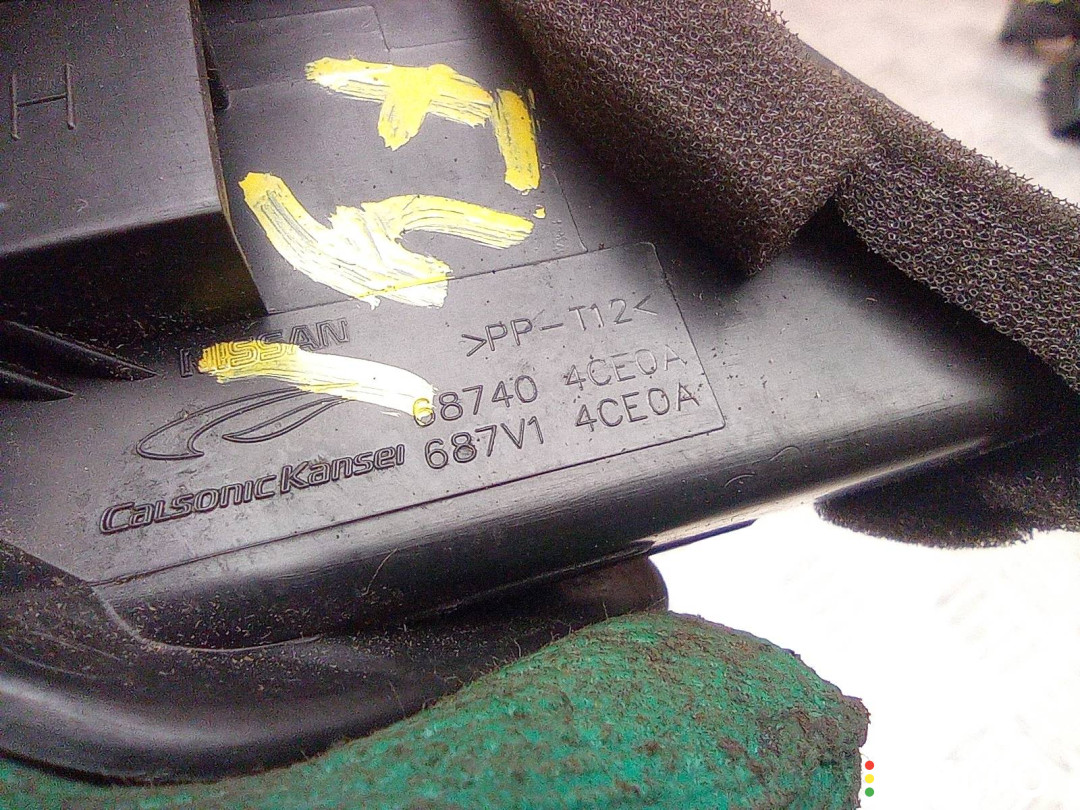 H
NISSAN
>PP-T12<
68740 4CE0A
687V1 4CE0A
CalsonicKansei